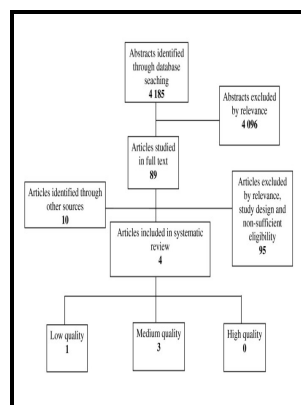 Abstracts identified
through database
seaching
4 185
Abstracts excluded
by relevance
4 096
Articles studied
in full text
89
Articles identified through
other sources
10
Articles excluded
by relevance,
study design and
non-sufficient
eligibility
95
Articles included in systematic
review
4
Low quality
1
Medium quality
3
High quality
0